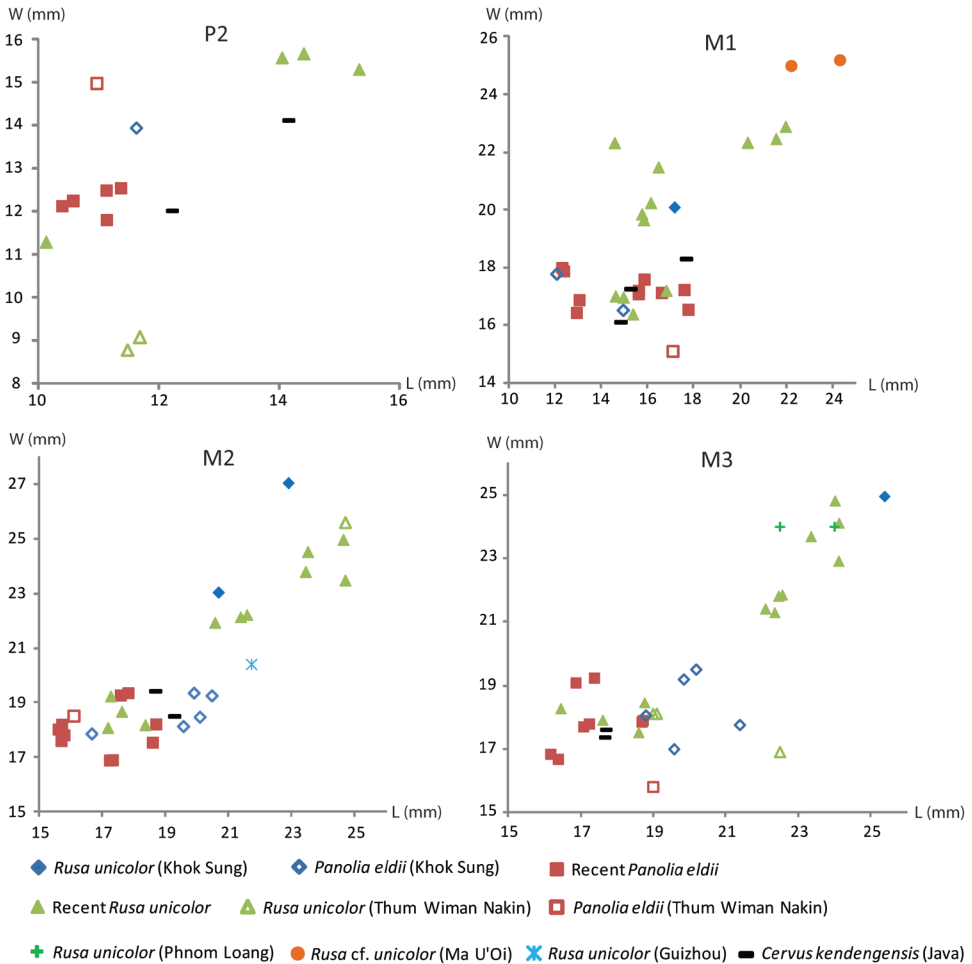 W (mm)
P2
16
15
14
13
12
11
10
9
8
10 12 14 16
L (mm)
W (mm)
M1
26
24
22
20
18
16
14
10 12 14 16 18 20 22 24
L (mm)
W (mm)
M2
27
25
23
21
19
17
15
15 17 19 21 23 25
L (mm)
W (mm)
M3
25
23
21
19
17
15
15 17 19 21 23 25
L (mm)
Rusa unicolor (Khok Sung) Panolia eldii (Khok Sung) Recent Panolia eldii
Recent Rusa unicolor Rusa unicolor (Thum Wiman Nakin) Panolia eldii (Thum Wiman Nakin)
Rusa unicolor (Phnom Loang) Rusa cf. unicolor (Ma U'Oi) Rusa unicolor (Guizhou) Cervus kendengensis (Java)